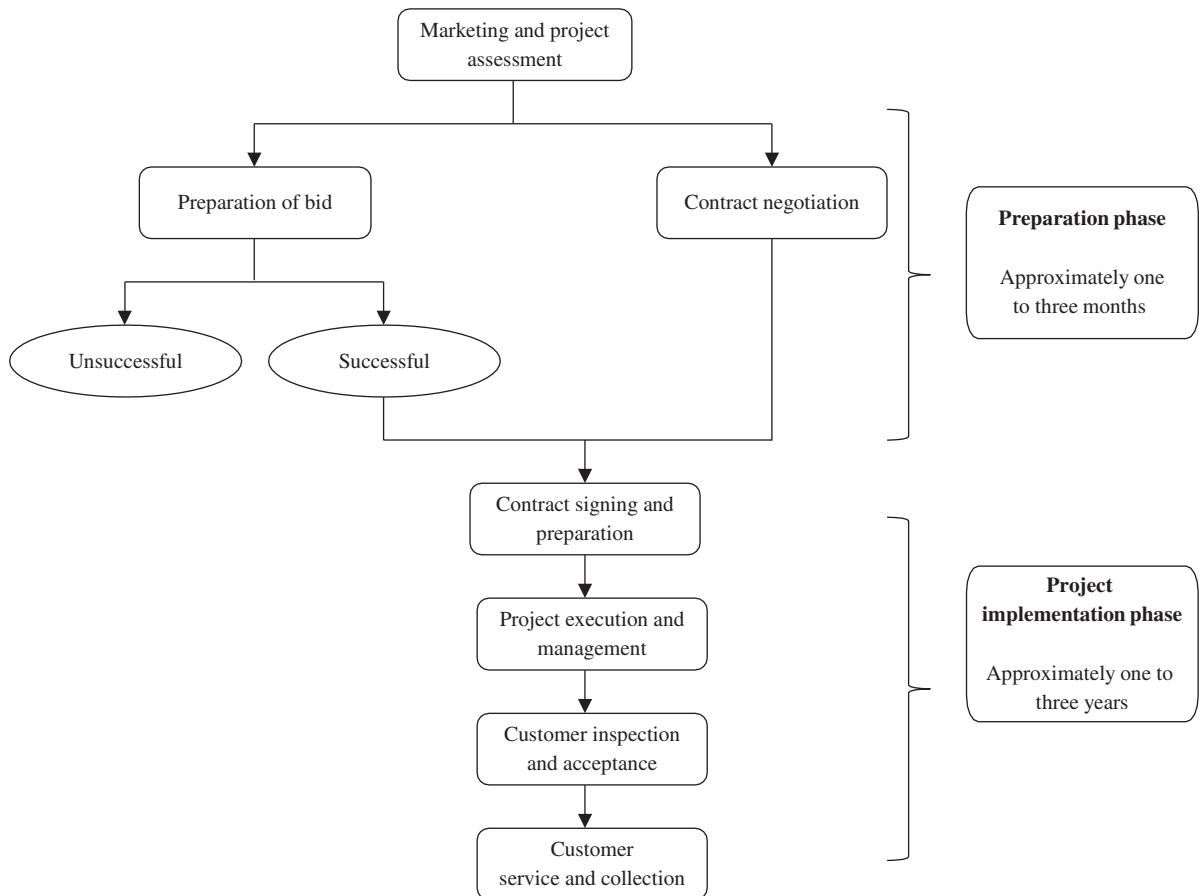 Marketing and project
assessment
Preparation of bid
Contract negotiation
Preparation phase
Approximately one
to three months
Unsuccessful
Successful
Contract signing and
preparation
Project execution and
management
Project
implementation phase
Approximately one to
three years
Customer inspection
and acceptance
Customer
service and collection